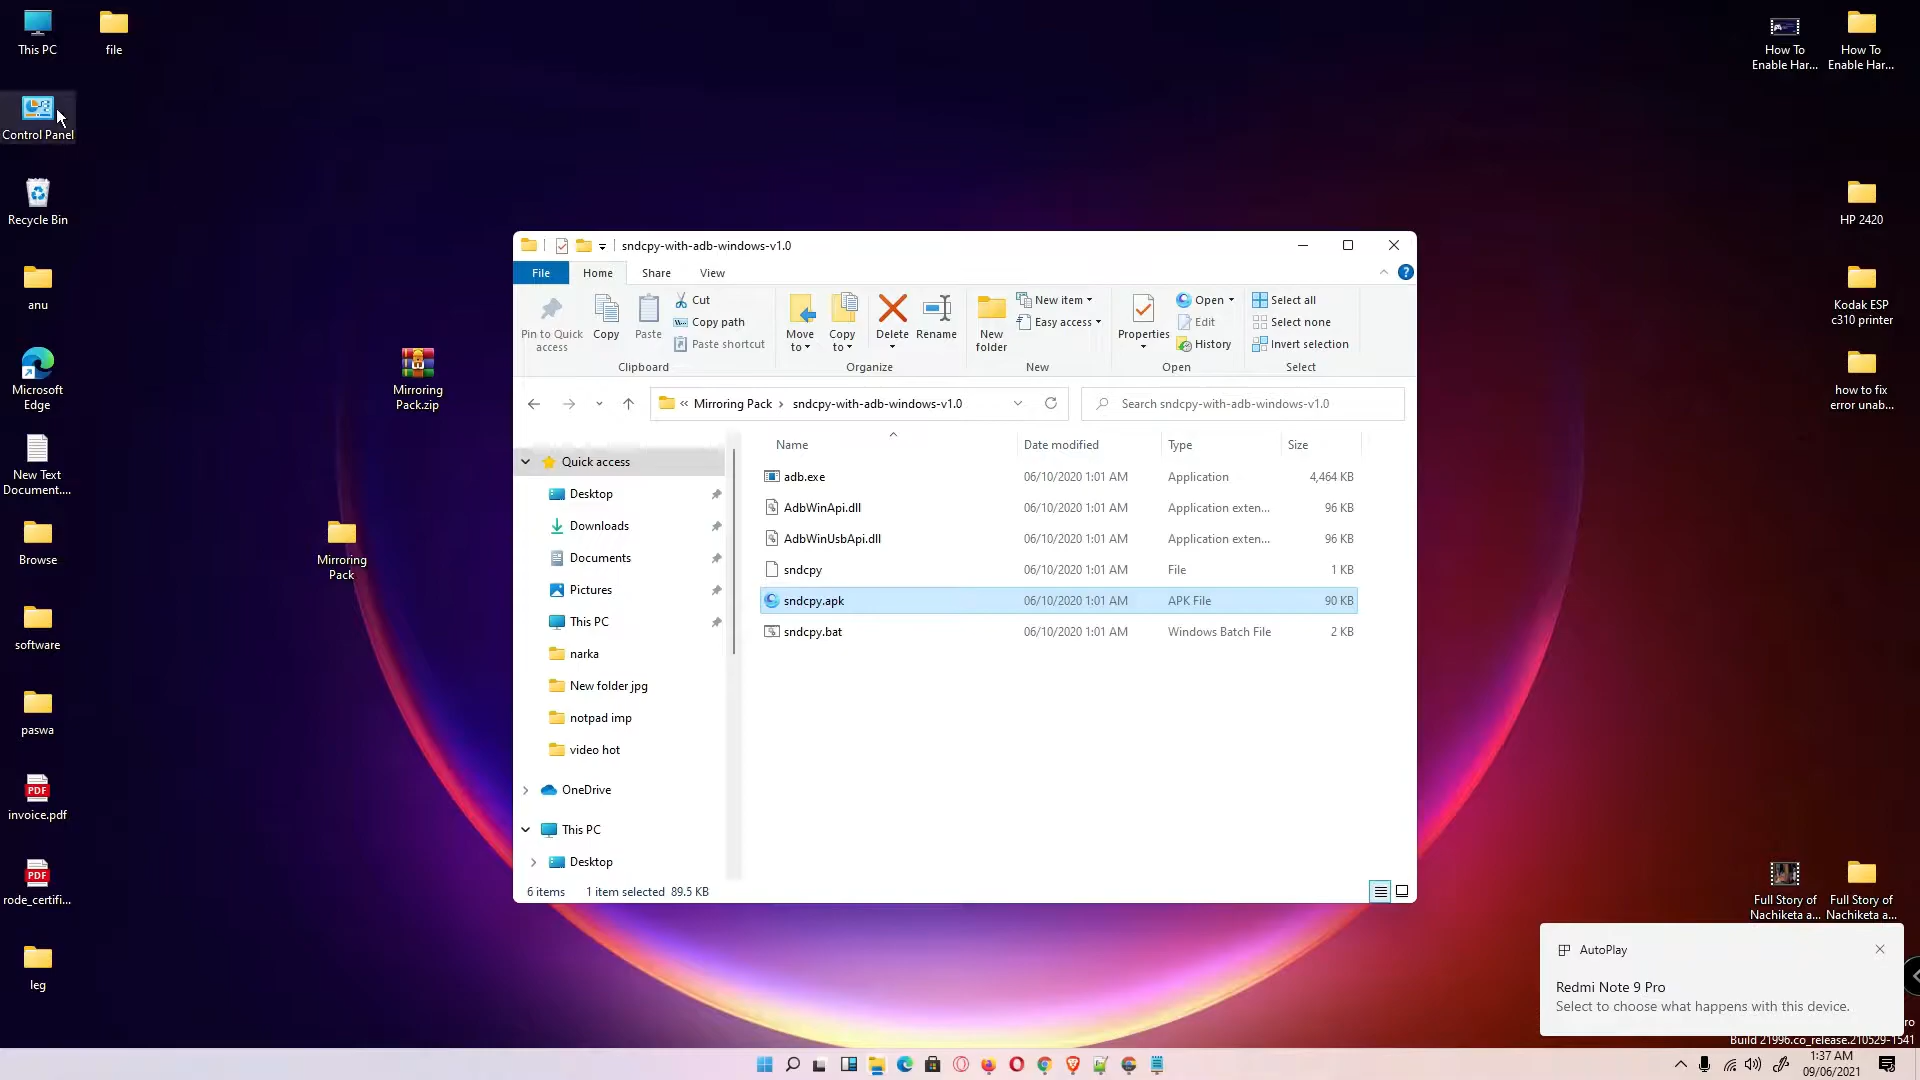 This PC
file
Control Panel
Recycle Bin
anu
Microsoft
Edge
New Text
Document....
Browse
software
paswa
PDF
invoice.pdf
PDF
rode_certifi...
leg
Mirroring
Pack.zip
Mirroring
Pack
How To
Enable Har...
How To
Enable Har...
HP 2420
Kodak ESP
c310 printer
how to fix
error unab...
Full Story of
Nachiketa a...
Full Story of
Nachiketa a...
sndcpy-with-adb-windows-v1.0
File Home Share View
Pin to Quick
access
Copy
Paste
Cut
Copy path
Paste shortcut
Clipboard
Move
to
Copy
to
Delete
Rename
Organize
New
folder
New item
Easy access
New
Properties
Open
Edit
History
Open
Select all
Select none
Invert selection
Select
« Mirroring Pack › sndcpy-with-adb-windows-v1.0
Search sndcpy-with-adb-windows-v1.0
Quick access
Desktop
Downloads
Documents
Pictures
This PC
narka
New folder jpg
notpad imp
video hot
OneDrive
This PC
Desktop
Name Date modified Type Size
adb.exe 06/10/2020 1:01 AM Application 4,464 KB
AdbWinApi.dll 06/10/2020 1:01 AM Application exten... 96 KB
AdbWinUsbApi.dll 06/10/2020 1:01 AM Application exten... 96 KB
sndcpy 06/10/2020 1:01 AM File 1 KB
sndcpy.apk 06/10/2020 1:01 AM APK File 90 KB
sndcpy.bat 06/10/2020 1:01 AM Windows Batch File 2 KB
6 items 1 item selected 89.5 KB
AutoPlay
Redmi Note 9 Pro
Select to choose what happens with this device.
ro
Build 21996.co_release.210529-1541
1:37 AM
09/06/2021